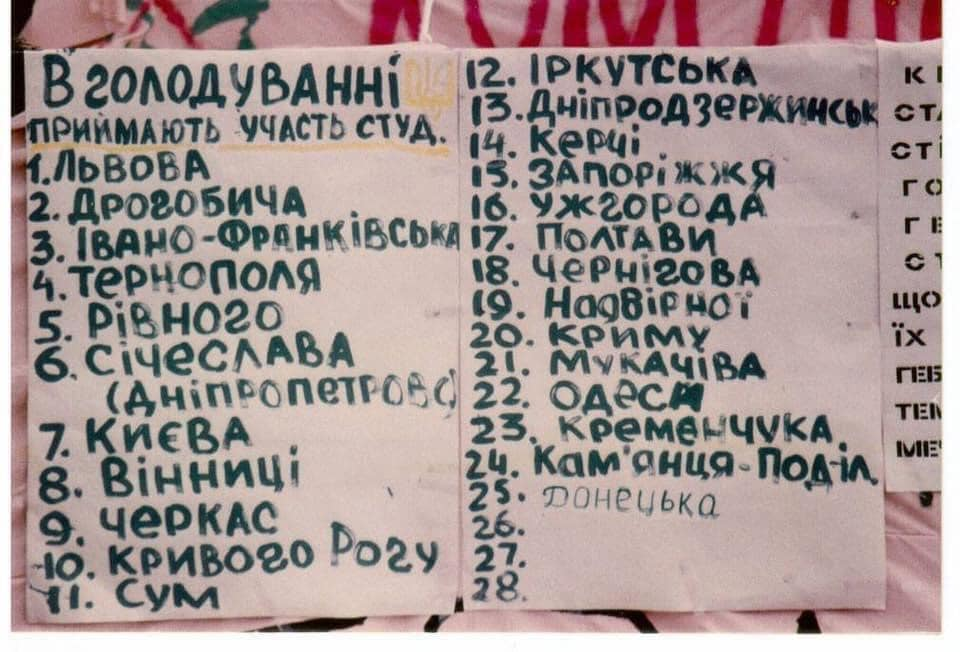 В ГОЛОДУВАННІ
ПРИЙМАЮТЬ УЧАСТЬ СТУД.
1. ЛЬВОВА
2. ДРОГОБИЧА
3. ІВАНО-ФРАНКІВСЬКА
4. ТЕРНОПОЛЯ
5. РІВНОГО
6. СІЧЕСЛАВА
(ДНІПРОПЕТРОВС)
7. КИЄВА
8. ВІННИЦІ
9. ЧЕРКАС
10. КРИВОГО РОГУ
11. СУМ
12. ІРКУТСЬКА
13. ДНІПРОДЗЕРЖИНСЬК
14. КЕРЧІ
15. ЗАПОРІЖЖЯ
16. УЖГОРОДА
17. ПОЛТАВИ
18. ЧЕРНІГОВА
19. НАДВІРНОЇ
20. КРИМУ
21. МУКАЧІВА
22. ОДЕСИ
23. КРЕМЕНЧУКА.
24. КАМ'ЯНЦЯ-ПОДІЛ.
25. ДОНЕЦЬКА
26.
27.
28.
ЩО
ЇХ